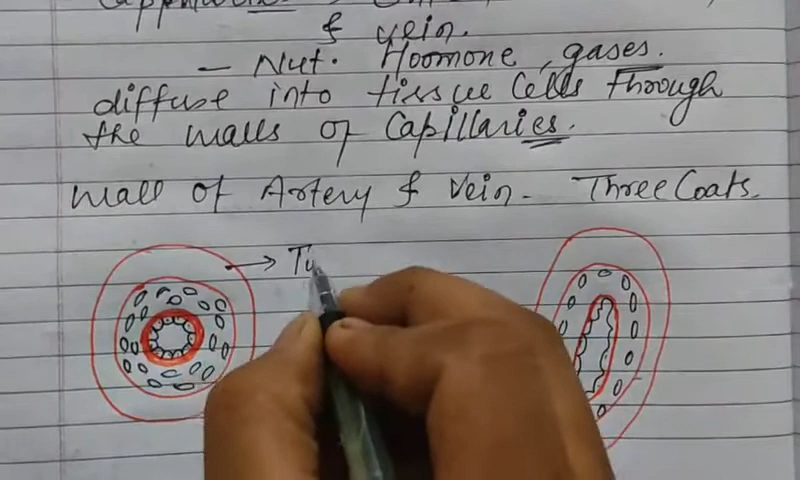 & vein.
– Nut. Hoomone, gases.
diffuse into tissue cells Through
the walls of Capillaries.
Wall of Artery & Vein - Three Coats.
→ Tu